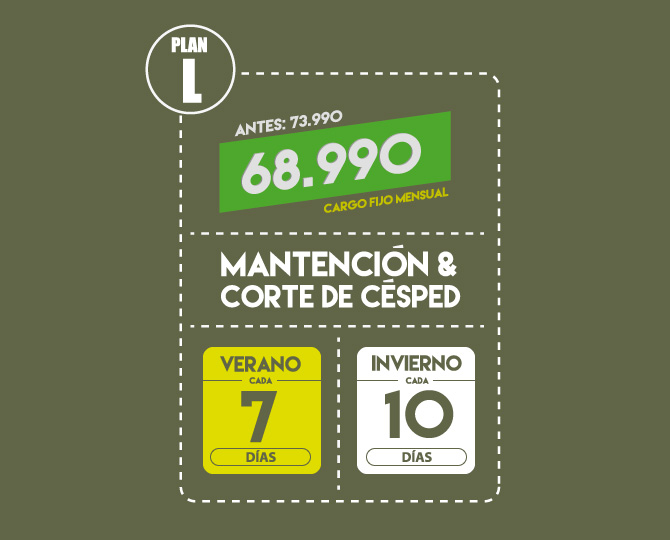 PLAN
L
ANTES: 73.990
68.990
CARGO FIJO MENSUAL
MANTENCIÓN &
CORTE DE CÉSPED
VERANO
CADA
7
DÍAS
INVIERNO
CADA
10
DÍAS